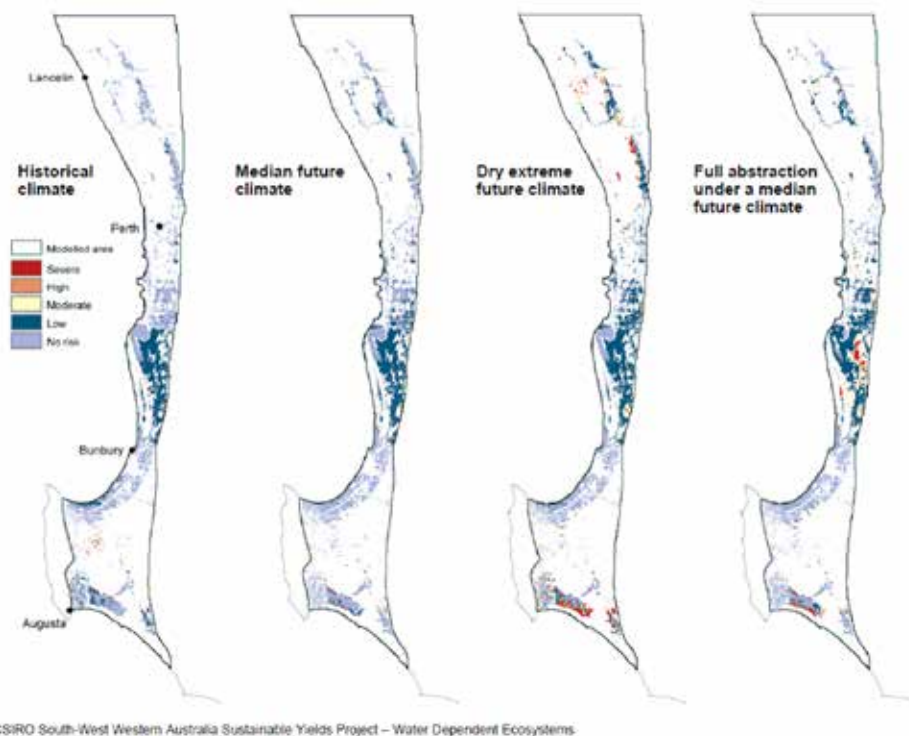 Lancelin
Historical
climate
Median future
climate
Dry extreme
future climate
Full abstraction
under a median
future climate
Perth
Modelled area
Severe
High
Moderate
Low
No risk
Bunbury
Augusta
CSIRO South-West Western Australia Sustainable Yields Project – Water Dependent Ecosystems